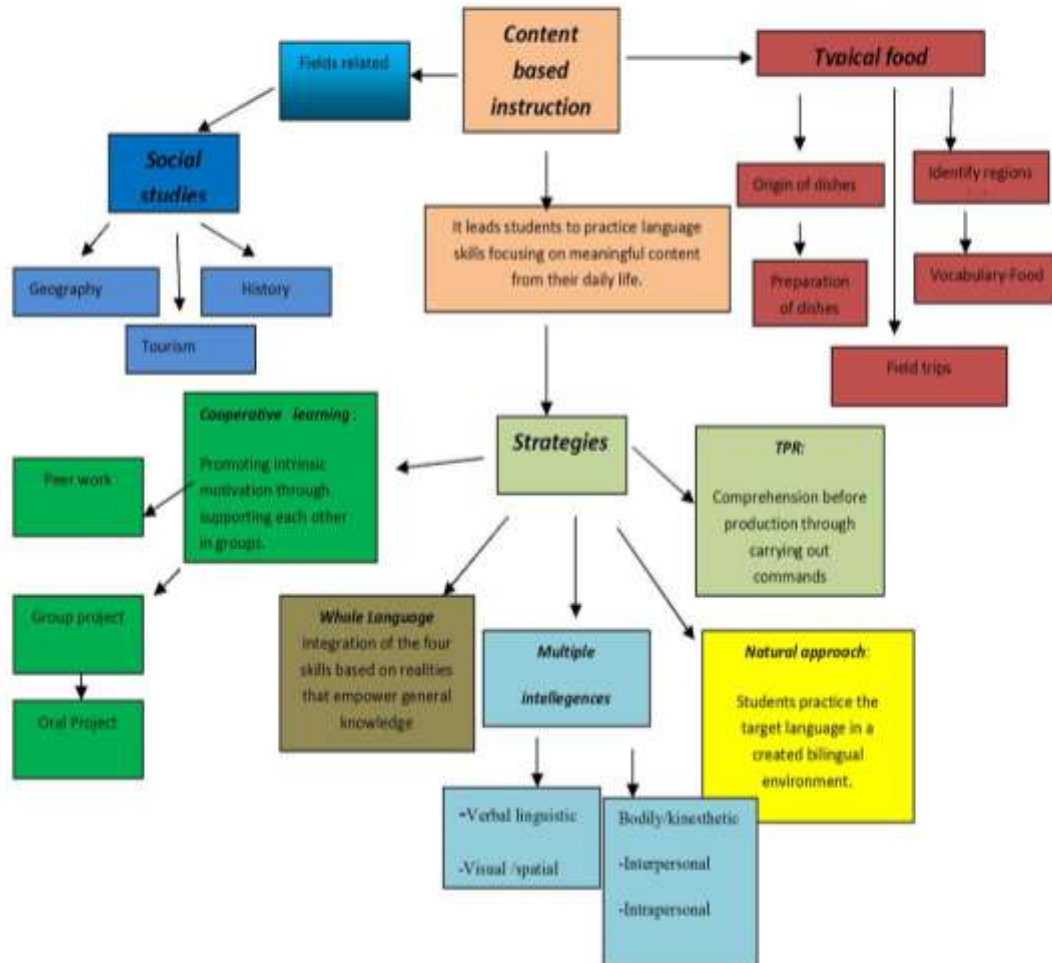 Content
based
instruction
Fields related
Typical food
Social
studies
Origin of dishes
Identify regions
It leads students to practice language
skills focusing on meaningful content
from their daily life.
Geography
History
Tourism
Preparation
of dishes
Vocabulary-Food
Field trips
Cooperative learning:
Promoting intrinsic
motivation through
supporting each other
in groups.
Peer work
Strategies
TPR:
Comprehension before
production through
carrying out
commands
Group project
Oral Project
Whole Language
Integration of the four
skills based on realities
that empower general
knowledge
Multiple
intellegences
Natural approach:
Students practice the
target language in a
created bilingual
environment.
-Verbal linguistic
-Visual /spatial
Bodily/kinesthetic
-Interpersonal
-Intrapersonal